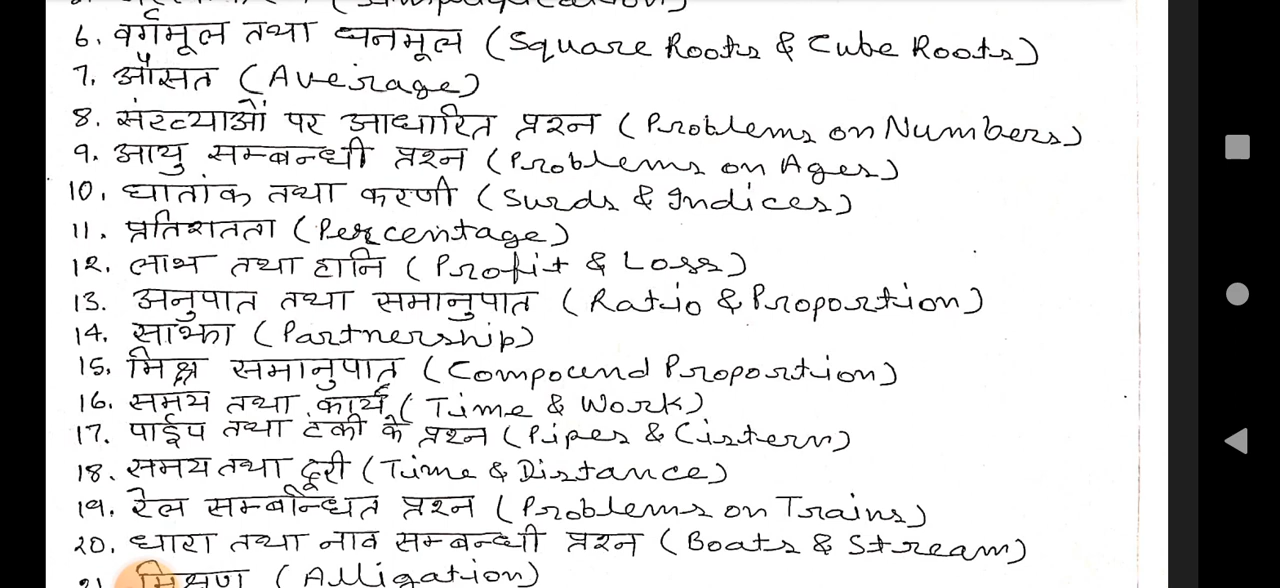 (Simplification)
6. वर्गमूल तथा घनमूल (Square Roots & Cube Roots)
7. औसत (Average)
8. संख्याओं पर आधारित प्रश्न (Problems on Numbers)
9. आयु सम्बन्धी प्रश्न (Problems on Ages)
10. घातांक तथा करणी (Surds & Indices)
11. प्रतिशतता (Percentage)
12. लाभ तथा हानि (Profit & Loss)
13. अनुपात तथा समानुपात (Ratio & Proportion)
14. साझा (Partnership)
15. मिश्र समानुपात (Compound Proportion)
16. समय तथा कार्य (Time & Work)
17. पाईप तथा टंकी के प्रश्न (Pipes & Cistern)
18. समय तथा दूरी (Time & Distance)
19. रेल सम्बन्धित प्रश्न (Problems on Trains)
20. धारा तथा नाव सम्बन्धी प्रश्न (Boats & Stream)
21. मिश्रण (Alligation)